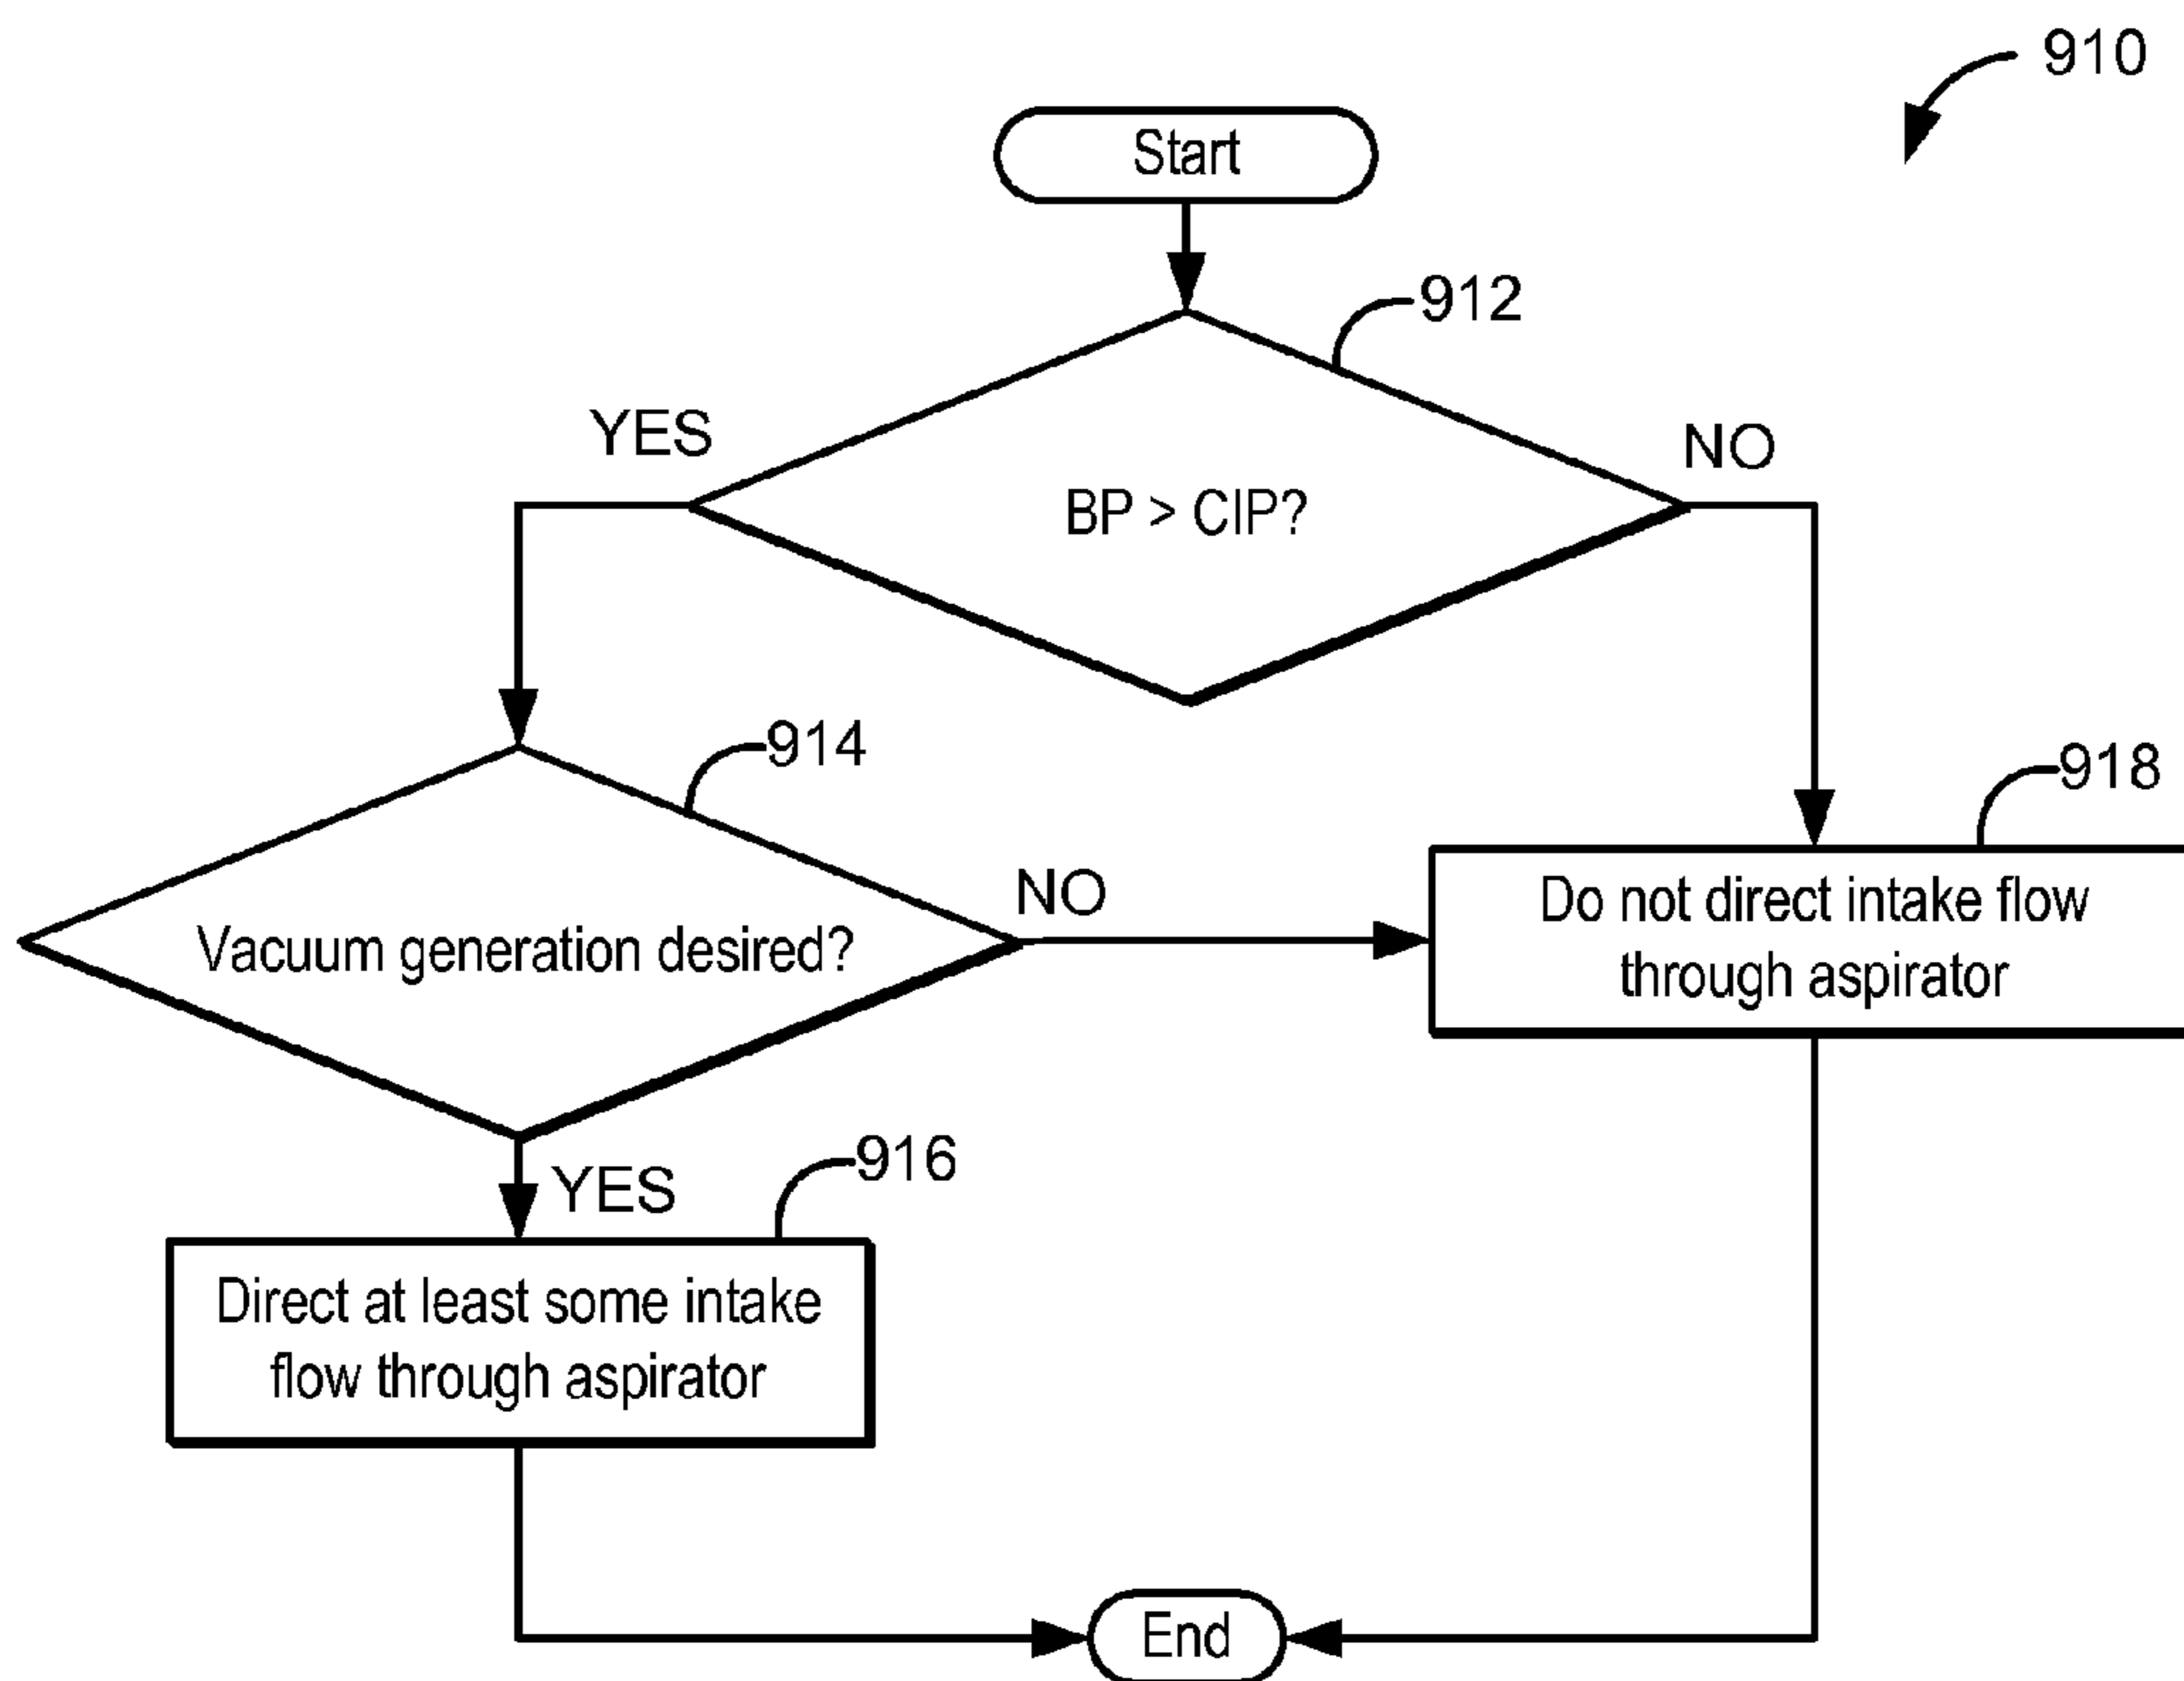 910
Start
912
YES
NO
BP > CIP?
914
918
NO
Do not direct intake flow
through aspirator
Vacuum generation desired?
916
YES
Direct at least some intake
flow through aspirator
End